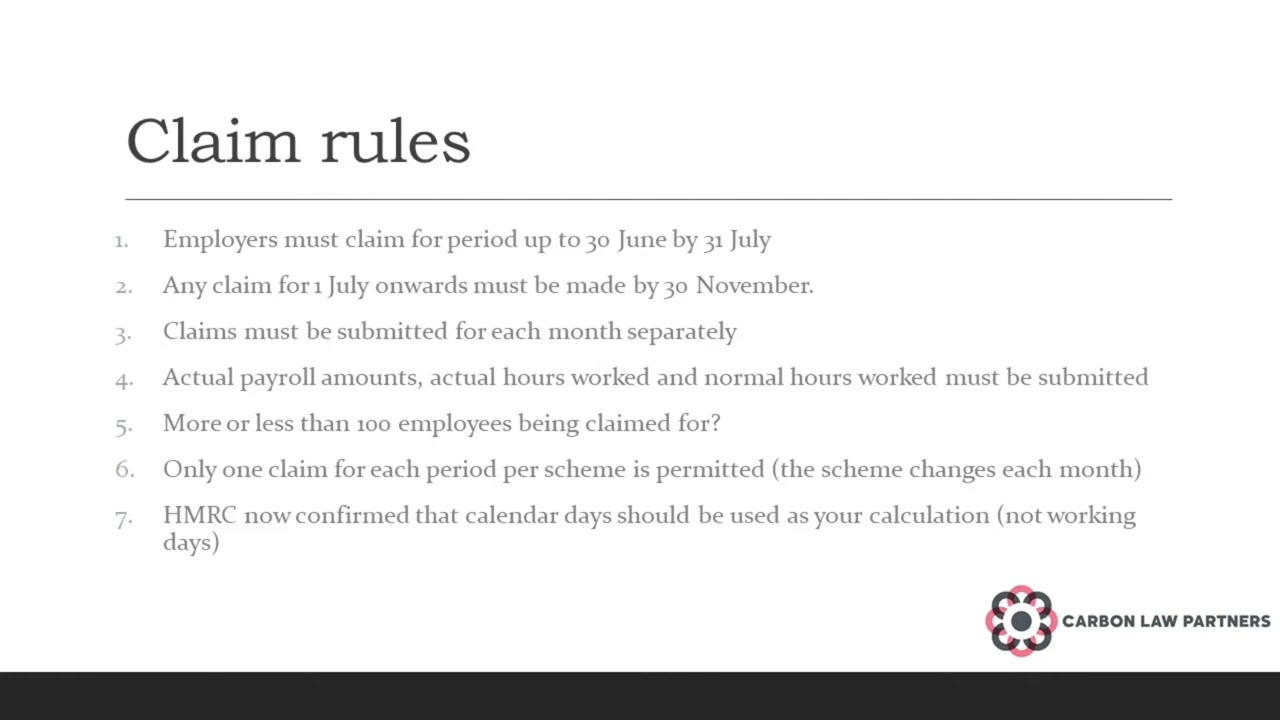 Claim rules
1. Employers must claim for period up to 30 June by 31 July
2. Any claim for 1 July onwards must be made by 30 November.
3. Claims must be submitted for each month separately
4. Actual payroll amounts, actual hours worked and normal hours worked must be submitted
5. More or less than 100 employees being claimed for?
6. Only one claim for each period per scheme is permitted (the scheme changes each month)
7. HMRC now confirmed that calendar days should be used as your calculation (not working
days)
CARBON LAW PARTNERS